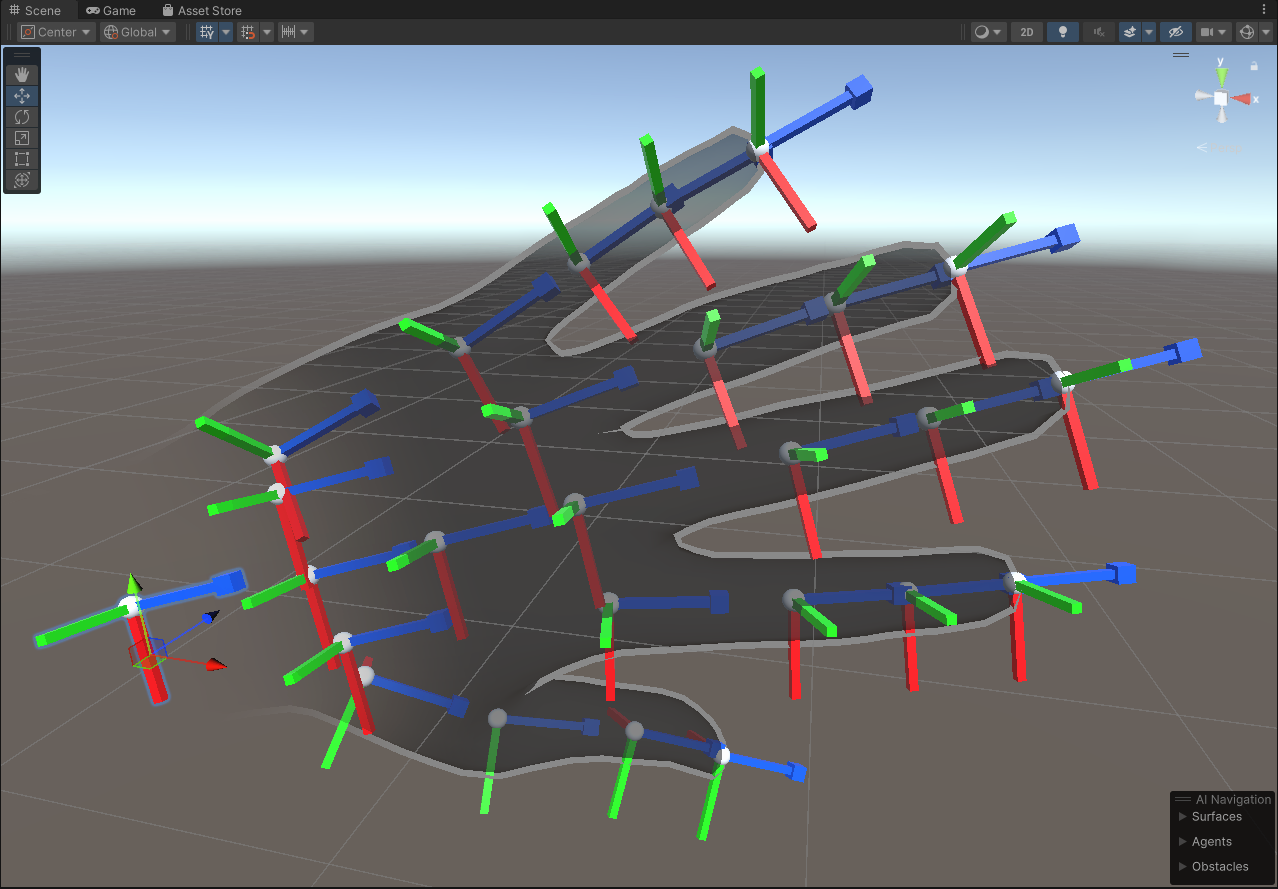 Scene
Game
Asset Store
Center
Global
2D
y
x
AI Navigation
Surfaces
Agents
Obstacles